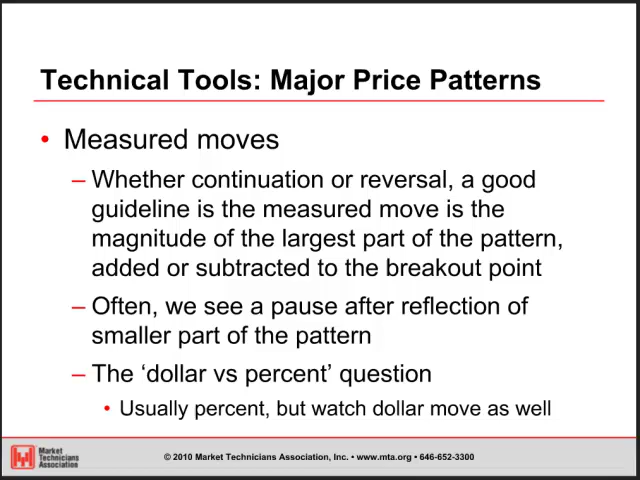 Technical Tools: Major Price Patterns
• Measured moves
– Whether continuation or reversal, a good
guideline is the measured move is the
magnitude of the largest part of the pattern,
added or subtracted to the breakout point
– Often, we see a pause after reflection of
smaller part of the pattern
– The ‘dollar vs percent’ question
• Usually percent, but watch dollar move as well
Market
Technicians
Association
© 2010 Market Technicians Association, Inc. • www.mta.org • 646-652-3300